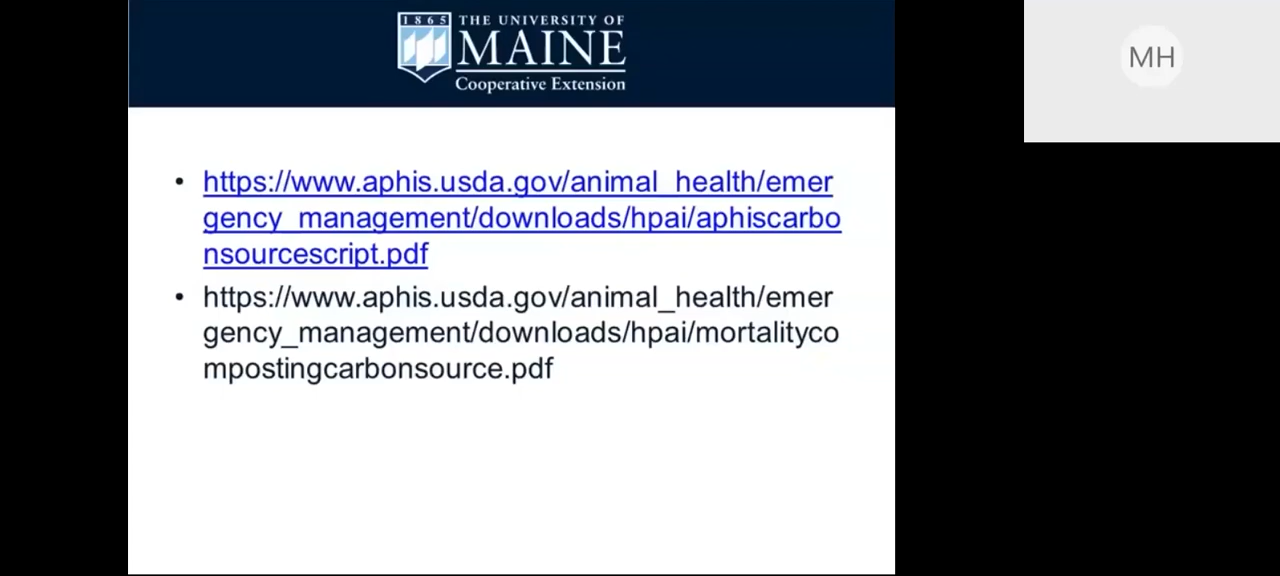 1865
THE UNIVERSITY OF
MAINE
Cooperative Extension
MH
• https://www.aphis.usda.gov/animal_health/emer
gency_management/downloads/hpai/aphiscarbo
nsourcescript.pdf
• https://www.aphis.usda.gov/animal_health/emer
gency_management/downloads/hpai/mortalityco
mpostingcarbonsource.pdf